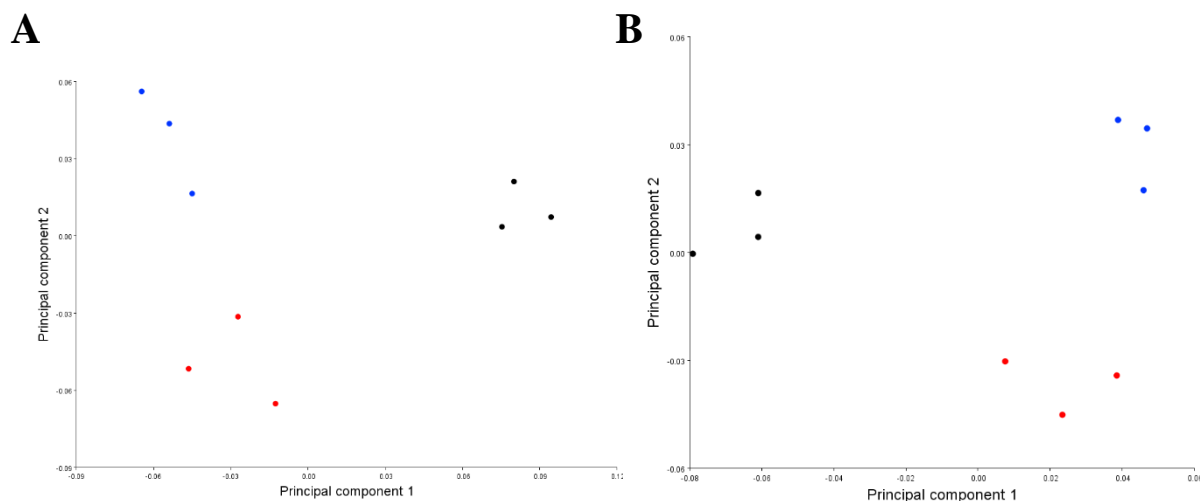 A
Principal component 2
0.06
0.03
0.00
-0.03
-0.06
-0.09
-0.09 -0.06 -0.03 0.00 0.03 0.06 0.09
Principal component 1
B
Principal component 2
0.06
0.03
0.00
-0.03
-0.06
-0.08 -0.06 -0.04 -0.02 0.00 0.02 0.04
Principal component 1